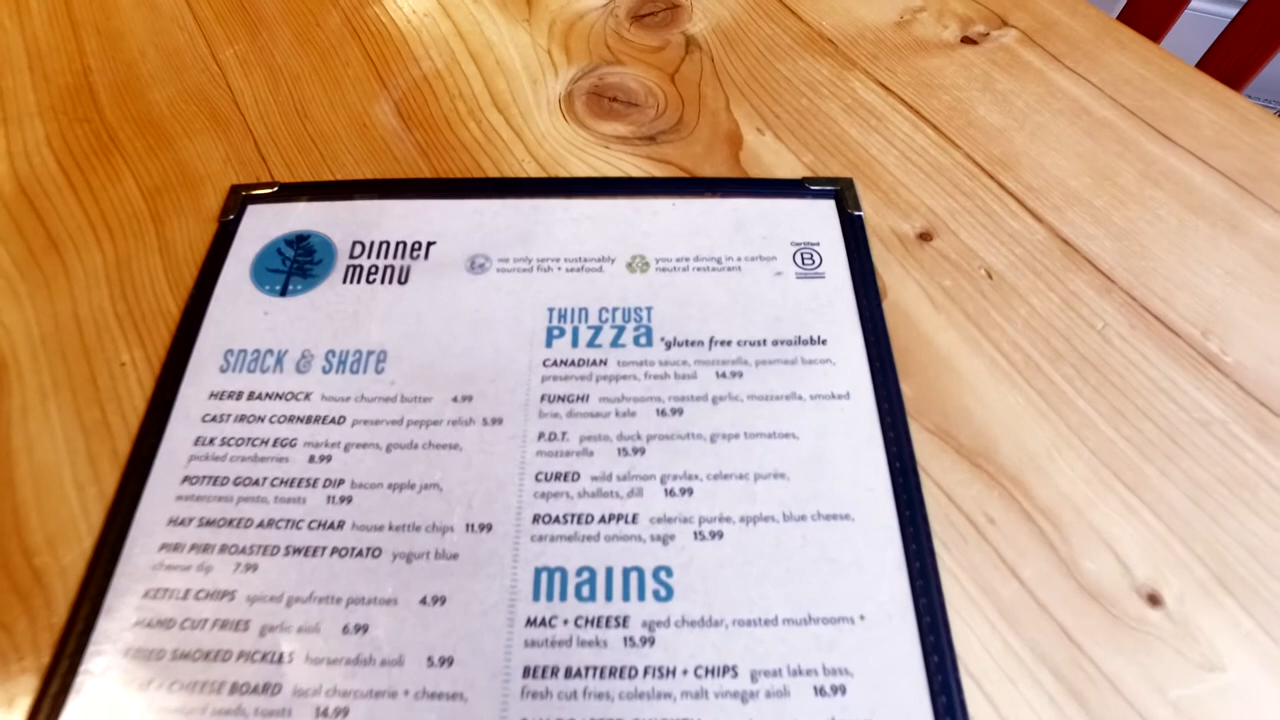 DINNER
menu
we only serve sustainably
sourced fish + seafood.
you are dining in a carbon
neutral restaurant
Certified
B
Corporation
snack & share
HERB BANNOCK house churned butter 4.99
CAST IRON CORNBREAD preserved pepper relish 5.99
ELK SCOTCH EGG market greens, gouda cheese,
pickled cranberries 8.99
POTTED GOAT CHEESE DIP bacon apple jam,
watercress pesto, toasts 11.99
HAY SMOKED ARCTIC CHAR house kettle chips 11.99
PIRI PIRI ROASTED SWEET POTATO yogurt blue
cheese dip 7.99
KETTLE CHIPS spiced gaufrette potatoes 4.99
HAND CUT FRIES garlic aioli 6.99
FRIED SMOKED PICKLES horseradish aioli 5.99
+ CHEESE BOARD local charcuterie + cheeses,
seeds, toasts 14.99
THIN CRUST
PIZZa *gluten free crust available
CANADIAN tomato sauce, mozzarella, peameal bacon,
preserved peppers, fresh basil 14.99
FUNGHI mushrooms, roasted garlic, mozzarella, smoked
brie, dinosaur kale 16.99
P.D.T. pesto, duck prosciutto, grape tomatoes,
mozzarella 15.99
CURED wild salmon gravlax, celeriac purée,
capers, shallots, dill 16.99
ROASTED APPLE celeriac purée, apples, blue cheese,
caramelized onions, sage 15.99
mains
MAC + CHEESE aged cheddar, roasted mushrooms +
sautéed leeks 15.99
BEER BATTERED FISH + CHIPS great lakes bass,
fresh cut fries, coleslaw, malt vinegar aioli 16.99